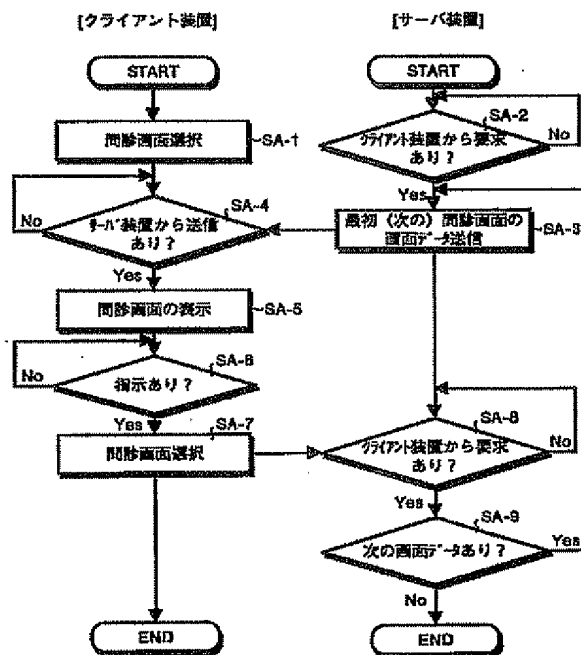 [クライアント装置]
START
問診画面選択
SA-1
SA-4
No
サーバ装置から送信
あり？
Yes
問診画面の表示
SA-5
SA-6
No
指示あり？
Yes
SA-7
問診画面選択
END
[サーバ装置]
START
SA-2
クライアント装置から要求
あり？
No
Yes
最初（次の）問診画面の
画面データ送信
SA-3
SA-8
クライアント装置から要求
あり？
No
Yes
SA-9
次の画面データあり？
Yes
No
END